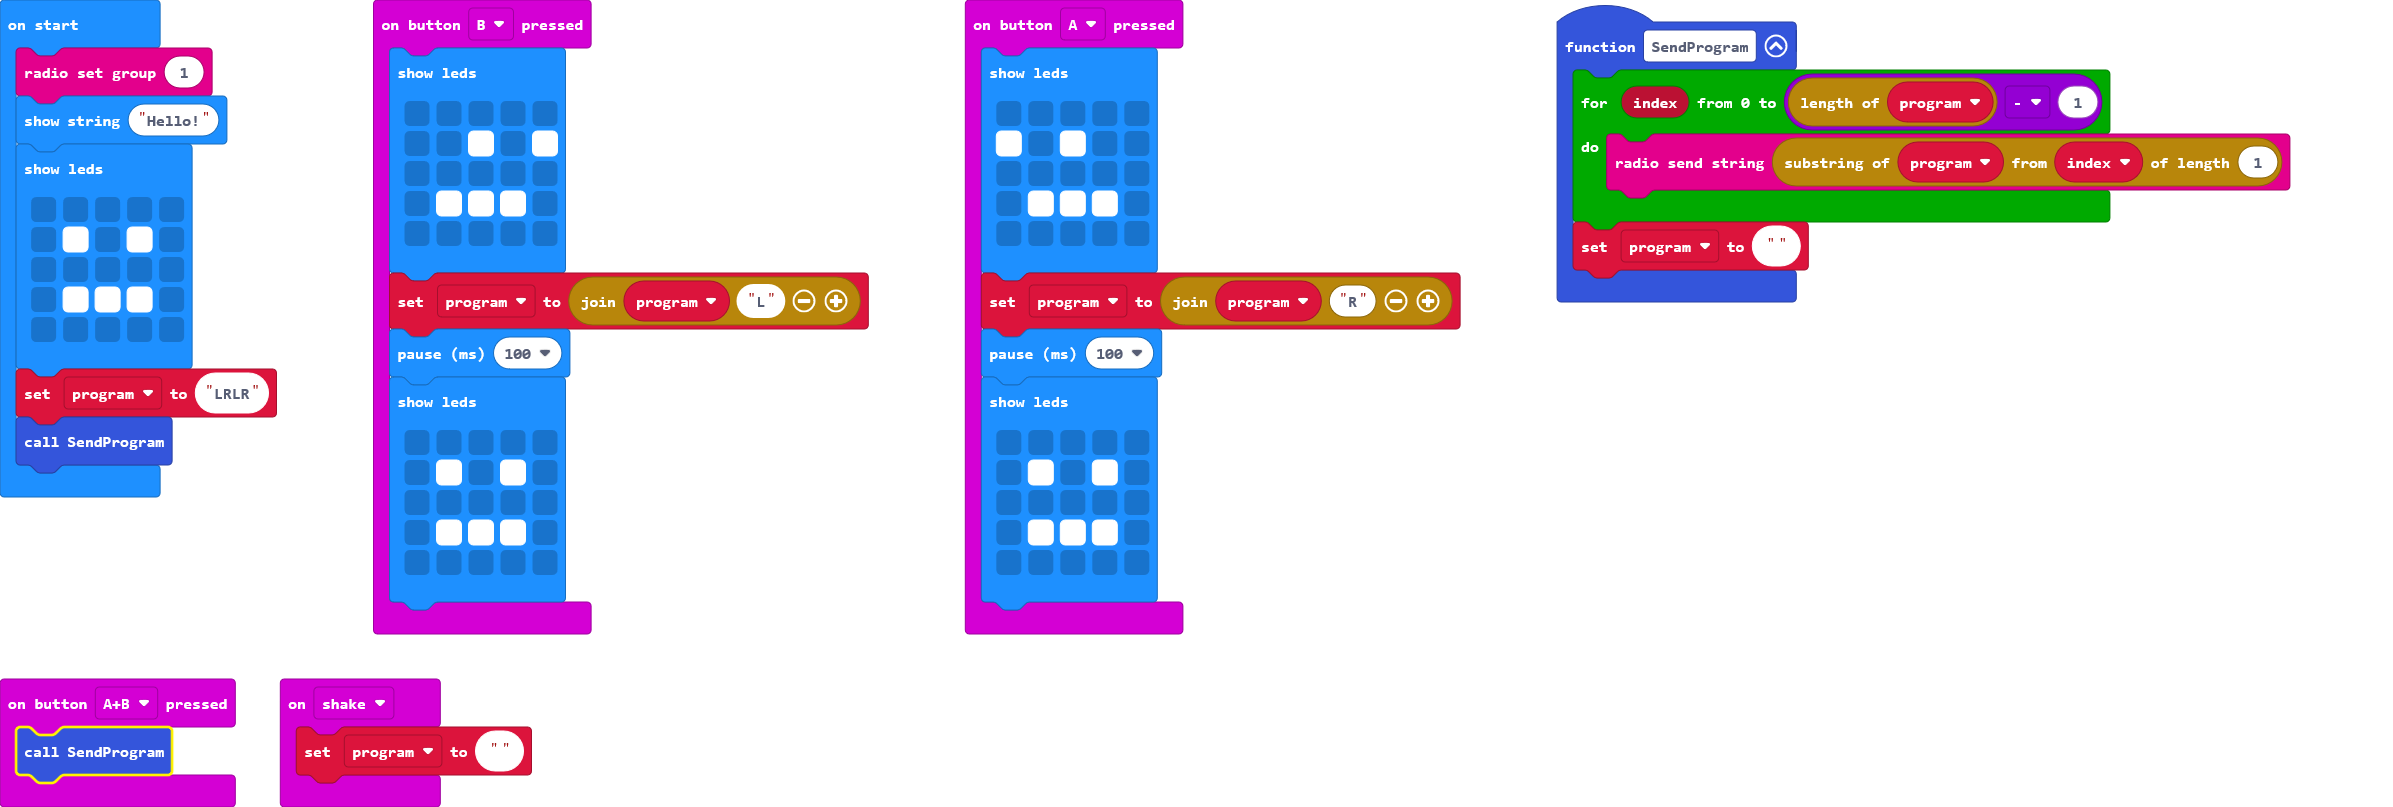 on start
radio set group 1
show string "Hello!"
show leds
set program to "LRLR"
call SendProgram
on button B pressed
show leds
set program to join program "L"
pause (ms) 100
show leds
on button A pressed
show leds
set program to join program "R"
pause (ms) 100
show leds
function SendProgram
for index from 0 to length of program - 1
do radio send string substring of program from index of length 1
set program to ""
on button A+B pressed
call SendProgram
on shake
set program to ""